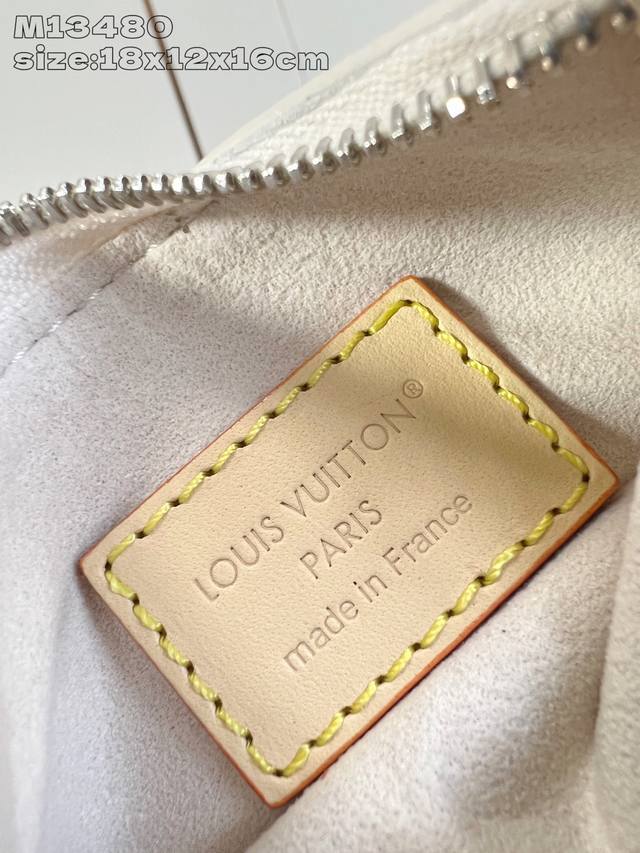 M13480
size:18x12x16cm
LOUIS VUITTON®
PARIS
made in France